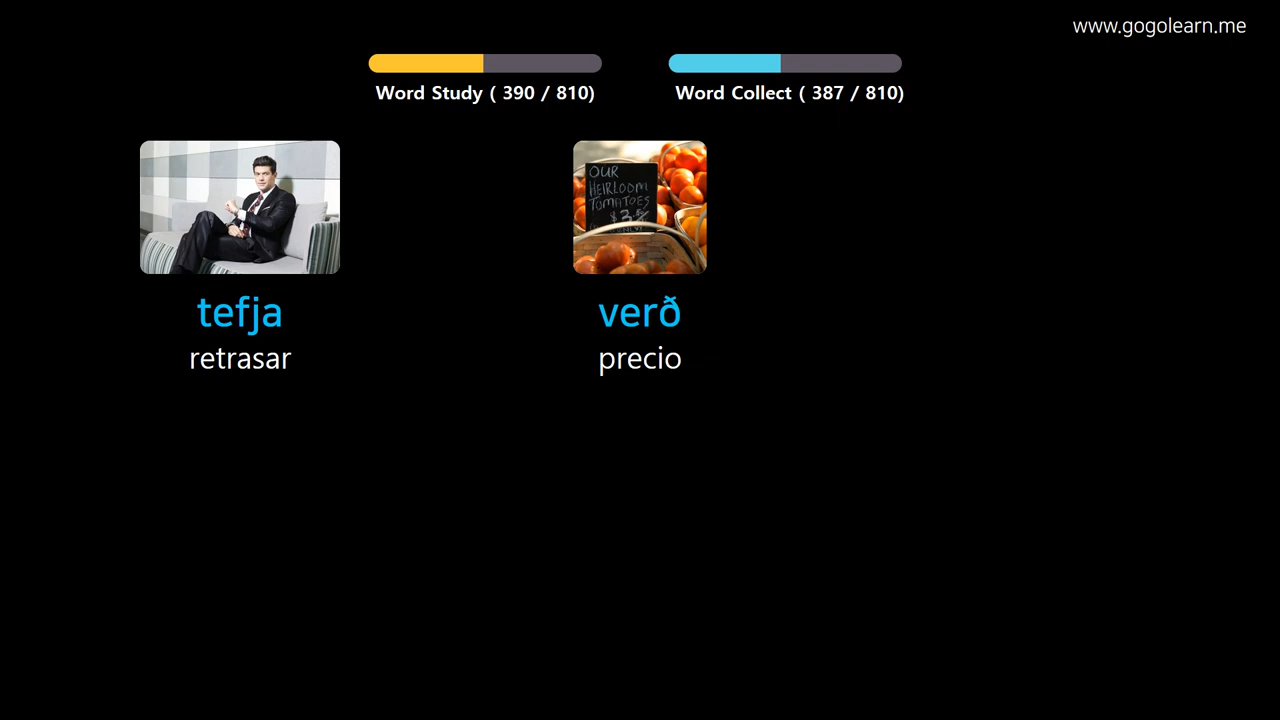 www.gogolearn.me
Word Study ( 390 / 810)
Word Collect ( 387 / 810)
OUR
HEIRLOOM
TOMATOES
tefja
verð
retrasar
precio